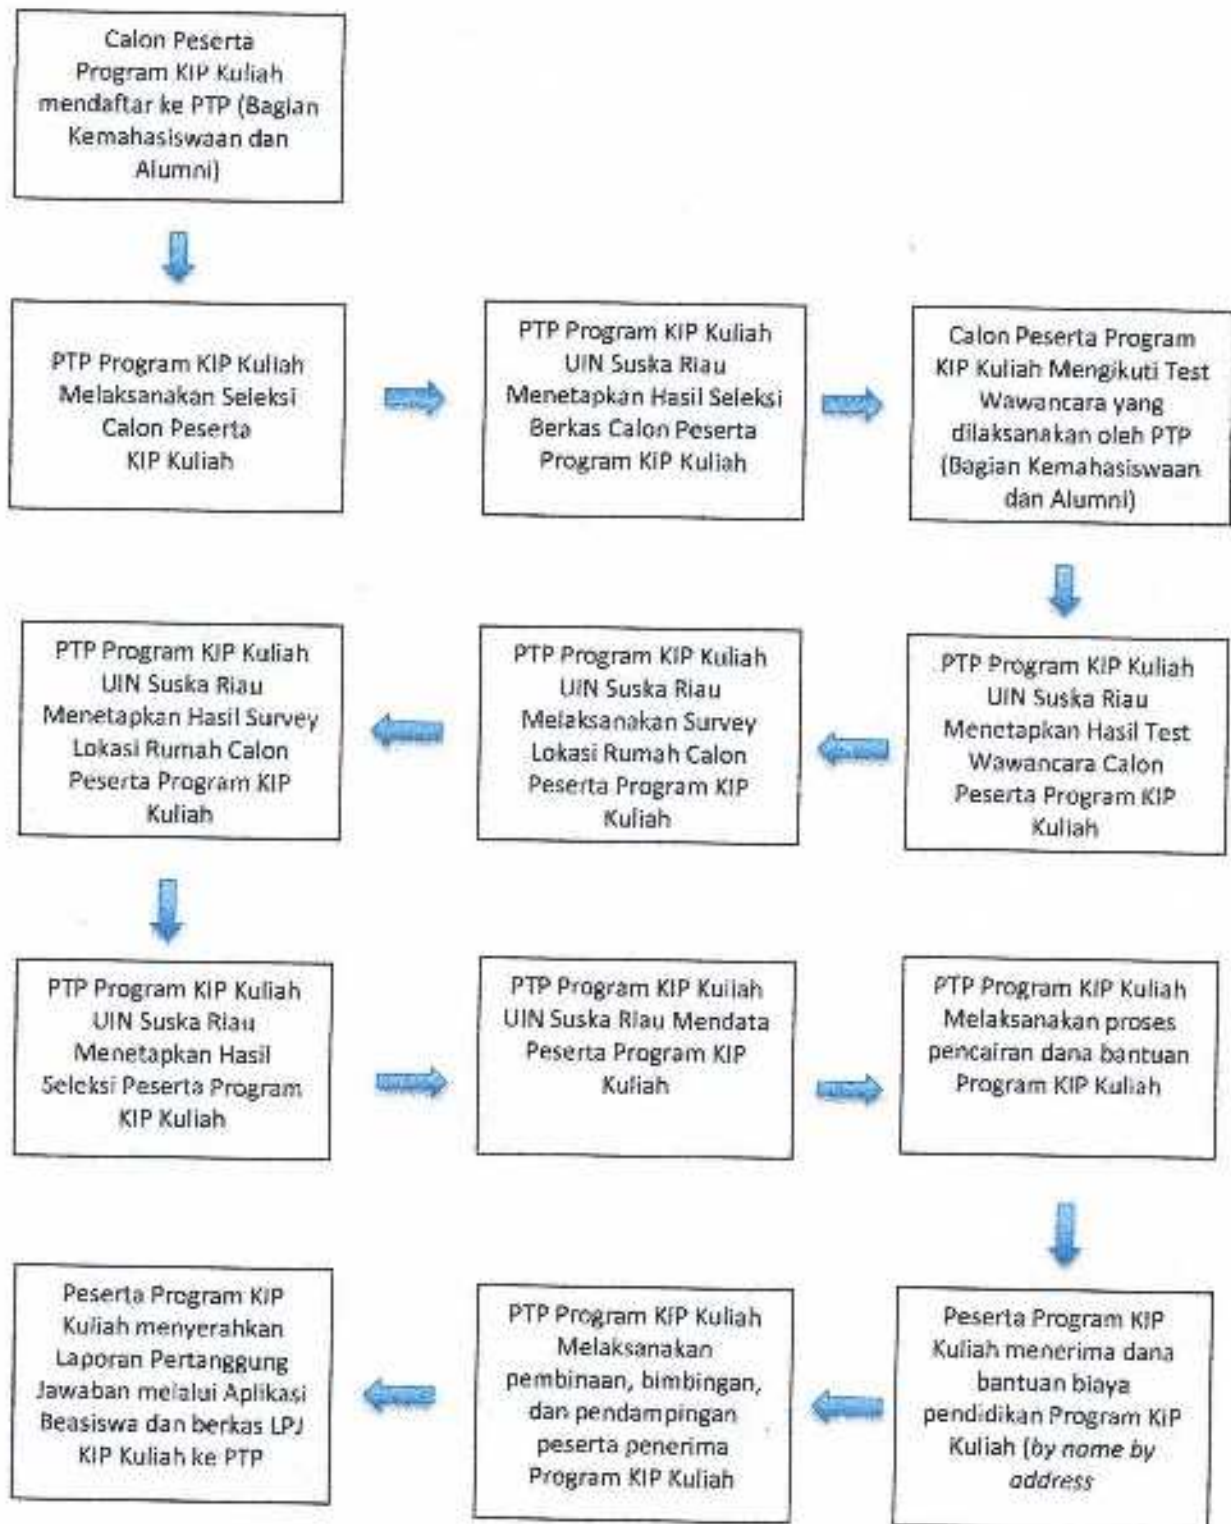 Calon Peserta
Program KIP Kuliah
mendaftar ke PTP (Bagian
Kemahasiswaan dan
Alumni)
PTP Program KIP Kuliah
Melaksanakan Seleksi
Calon Peserta
KIP Kuliah
PTP Program KIP Kuliah
UIN Suska Riau
Menetapkan Hasil Seleksi
Berkas Calon Peserta
Program KIP Kuliah
Calon Peserta Program
KIP Kuliah Mengikuti Test
Wawancara yang
dilaksanakan oleh PTP
(Bagian Kemahasiswaan
dan Alumni)
PTP Program KIP Kuliah
UIN Suska Riau
Menetapkan Hasil Test
Wawancara Calon
Peserta Program KIP
Kuliah
PTP Program KIP Kuliah
UIN Suska Riau
Melaksanakan Survey
Lokasi Rumah Calon
Peserta Program KIP
Kuliah
PTP Program KIP Kuliah
UIN Suska Riau
Menetapkan Hasil Survey
Lokasi Rumah Calon
Peserta Program KIP
Kuliah
PTP Program KIP Kuliah
UIN Suska Riau
Menetapkan Hasil
Seleksi Peserta Program
KIP Kuliah
PTP Program KIP Kuliah
UIN Suska Riau Mendata
Peserta Program KIP
Kuliah
PTP Program KIP Kuliah
Melaksanakan proses
pencairan dana bantuan
Program KIP Kuliah
Peserta Program KIP
Kuliah menerima dana
bantuan biaya
pendidikan Program KIP
Kuliah (by name by
address
PTP Program KIP Kuliah
Melaksanakan
pembinaan, bimbingan,
dan pendampingan
peserta penerima
Program KIP Kuliah
Peserta Program KIP
Kuliah menyerahkan
Laporan Pertanggung
Jawaban melalui Aplikasi
Beasiswa dan berkas LPJ
KIP Kuliah ke PTP